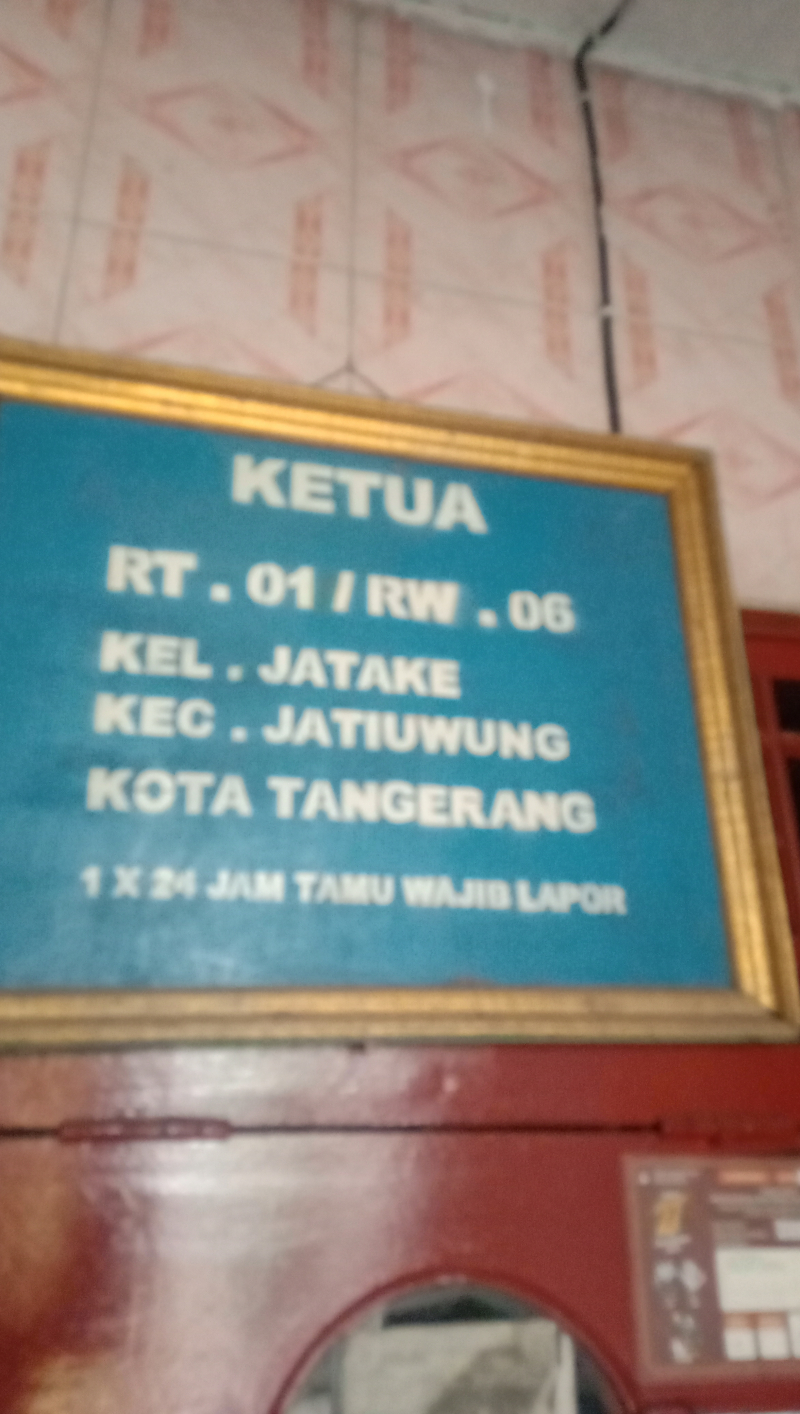 KETUA
RT . 01 / RW . 06
KEL . JATAKE
KEC . JATIUWUNG
KOTA TANGERANG
1 X 24 JAM TAMU WAJIB LAPOR